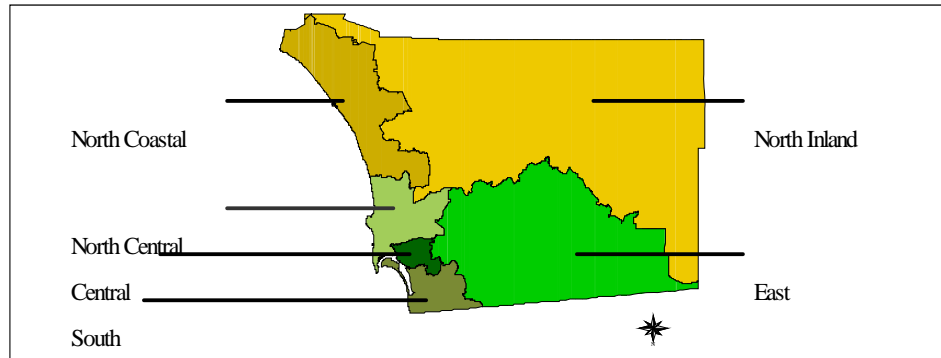 North Coastal
North Inland
North Central
Central
East
South